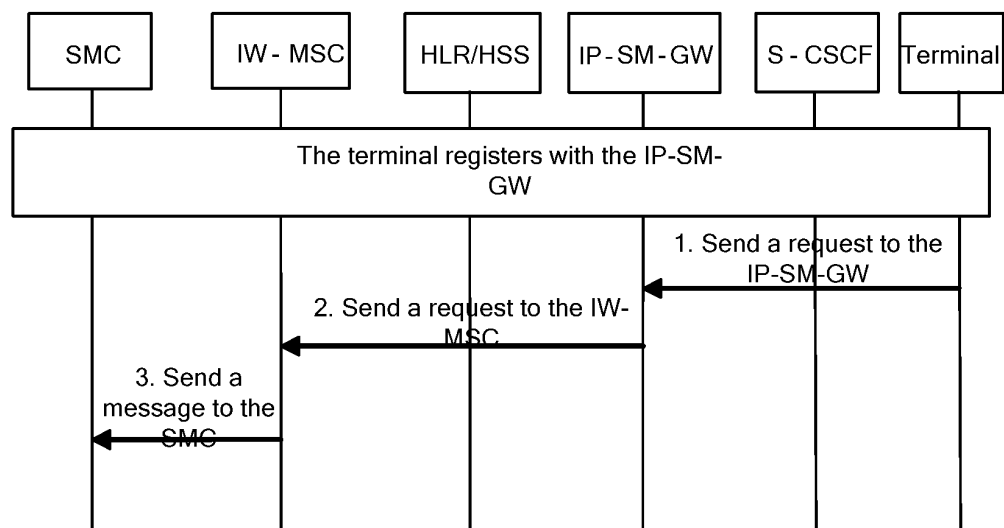 SMC
IW - MSC
HLR/HSS
IP - SM - GW
S - CSCF
Terminal
The terminal registers with the IP-SM-
GW
1. Send a request to the
IP-SM-GW
2. Send a request to the IW-
MSC
3. Send a
message to the
SMC